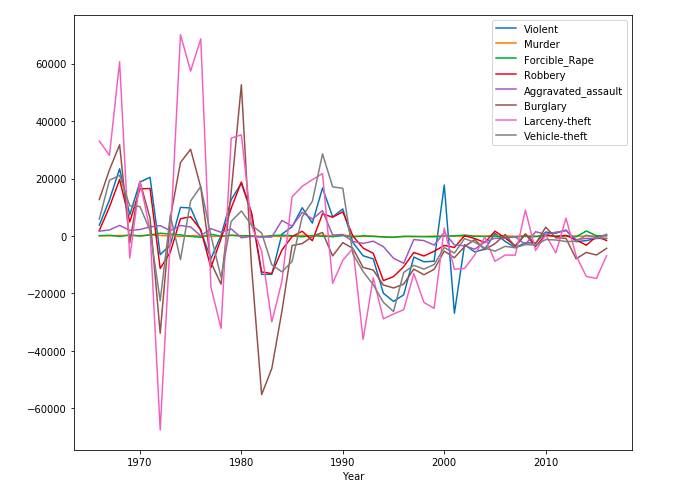 Violent
Murder
Forcible_Rape
Robbery
Aggravated_assault
Burglary
Larceny-theft
Vehicle-theft
60000
40000
20000
0
−20000
−40000
−60000
1970
1980
1990
2000
2010
Year